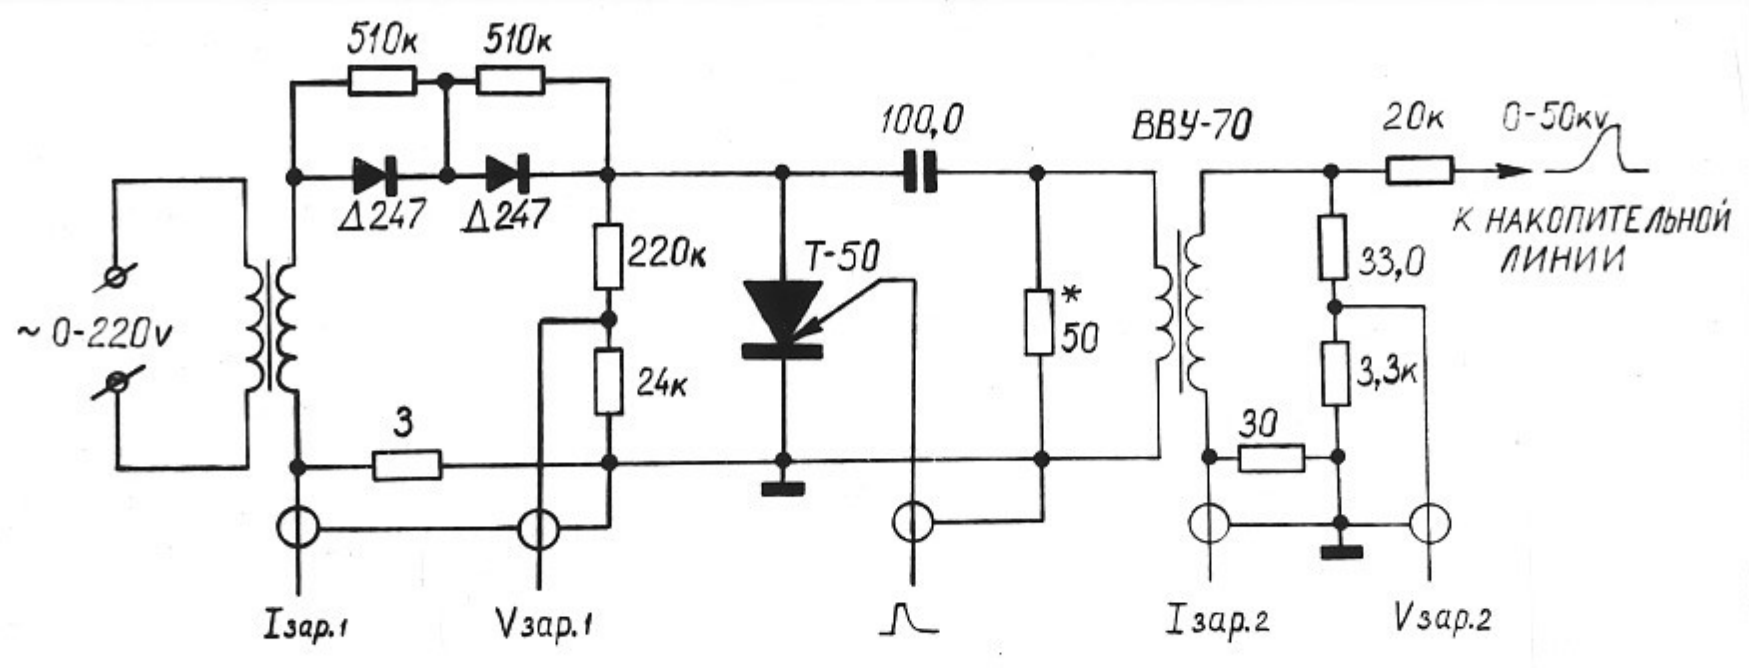 510к
510к
100,0
ВВУ-70
20к
0-50кv
Д247
Д247
220к
Т-50
33,0
К НАКОПИТЕЛЬНОЙ
ЛИНИИ
~ 0-220v
*
50
24к
3,3к
3
30
Iзар.1
Vзар.1
Iзар.2
Vзар.2